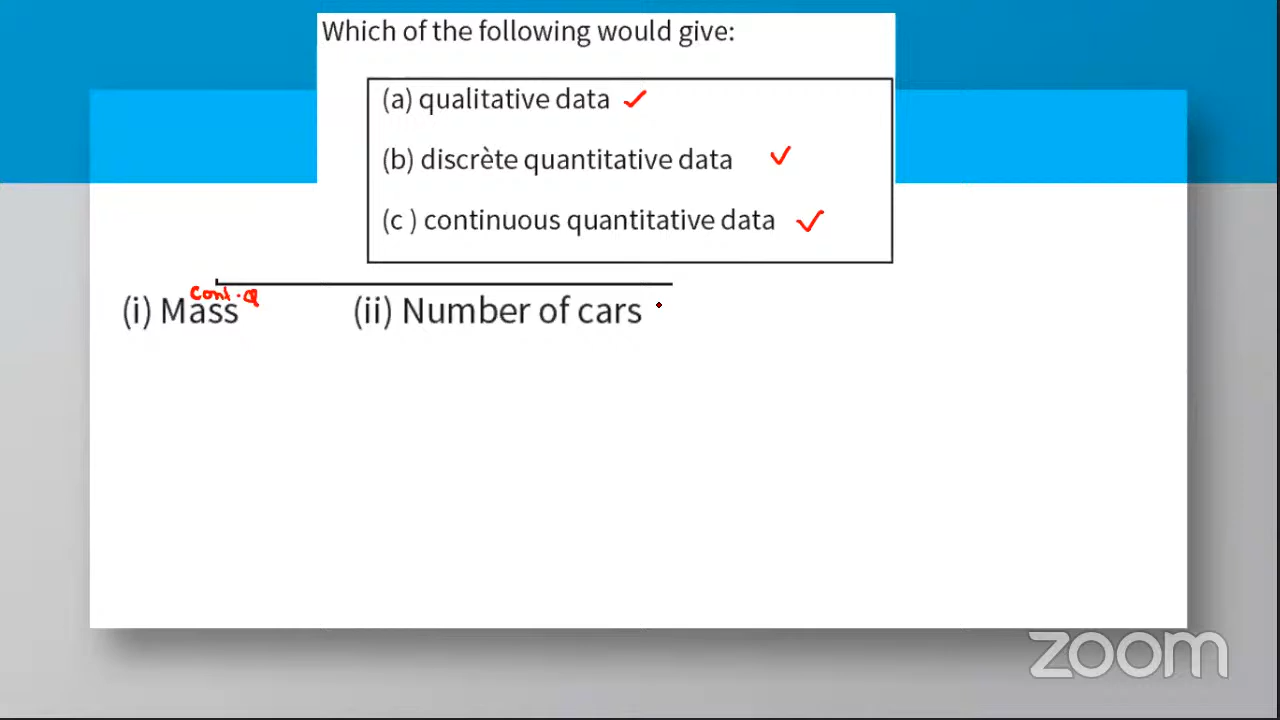 Which of the following would give:
(a) qualitative data
(b) discrète quantitative data
(c ) continuous quantitative data
cont. Q
(i) Mass (ii) Number of cars
zoom